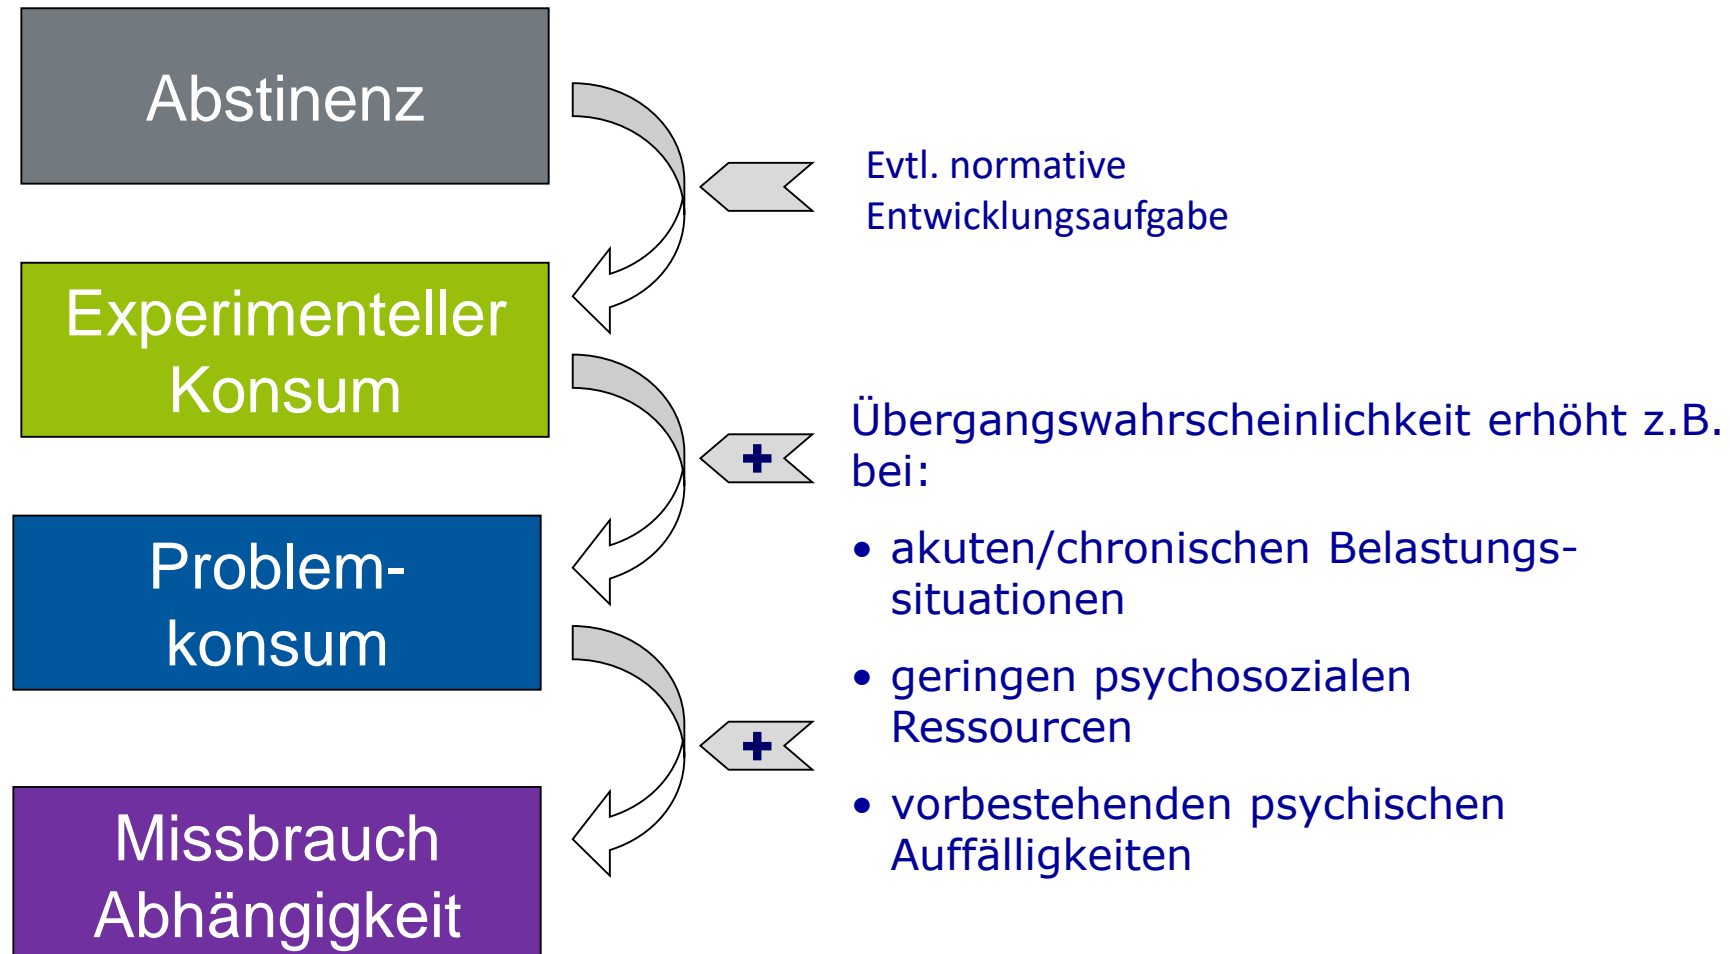 Abstinenz
Evtl. normative
Entwicklungsaufgabe
Experimenteller
Konsum
Übergangswahrscheinlichkeit erhöht z.B.
bei:
+
Problem-
konsum
• akuten/chronischen Belastungs-
situationen
• geringen psychosozialen
Ressourcen
+
• vorbestehenden psychischen
Auffälligkeiten
Missbrauch
Abhängigkeit